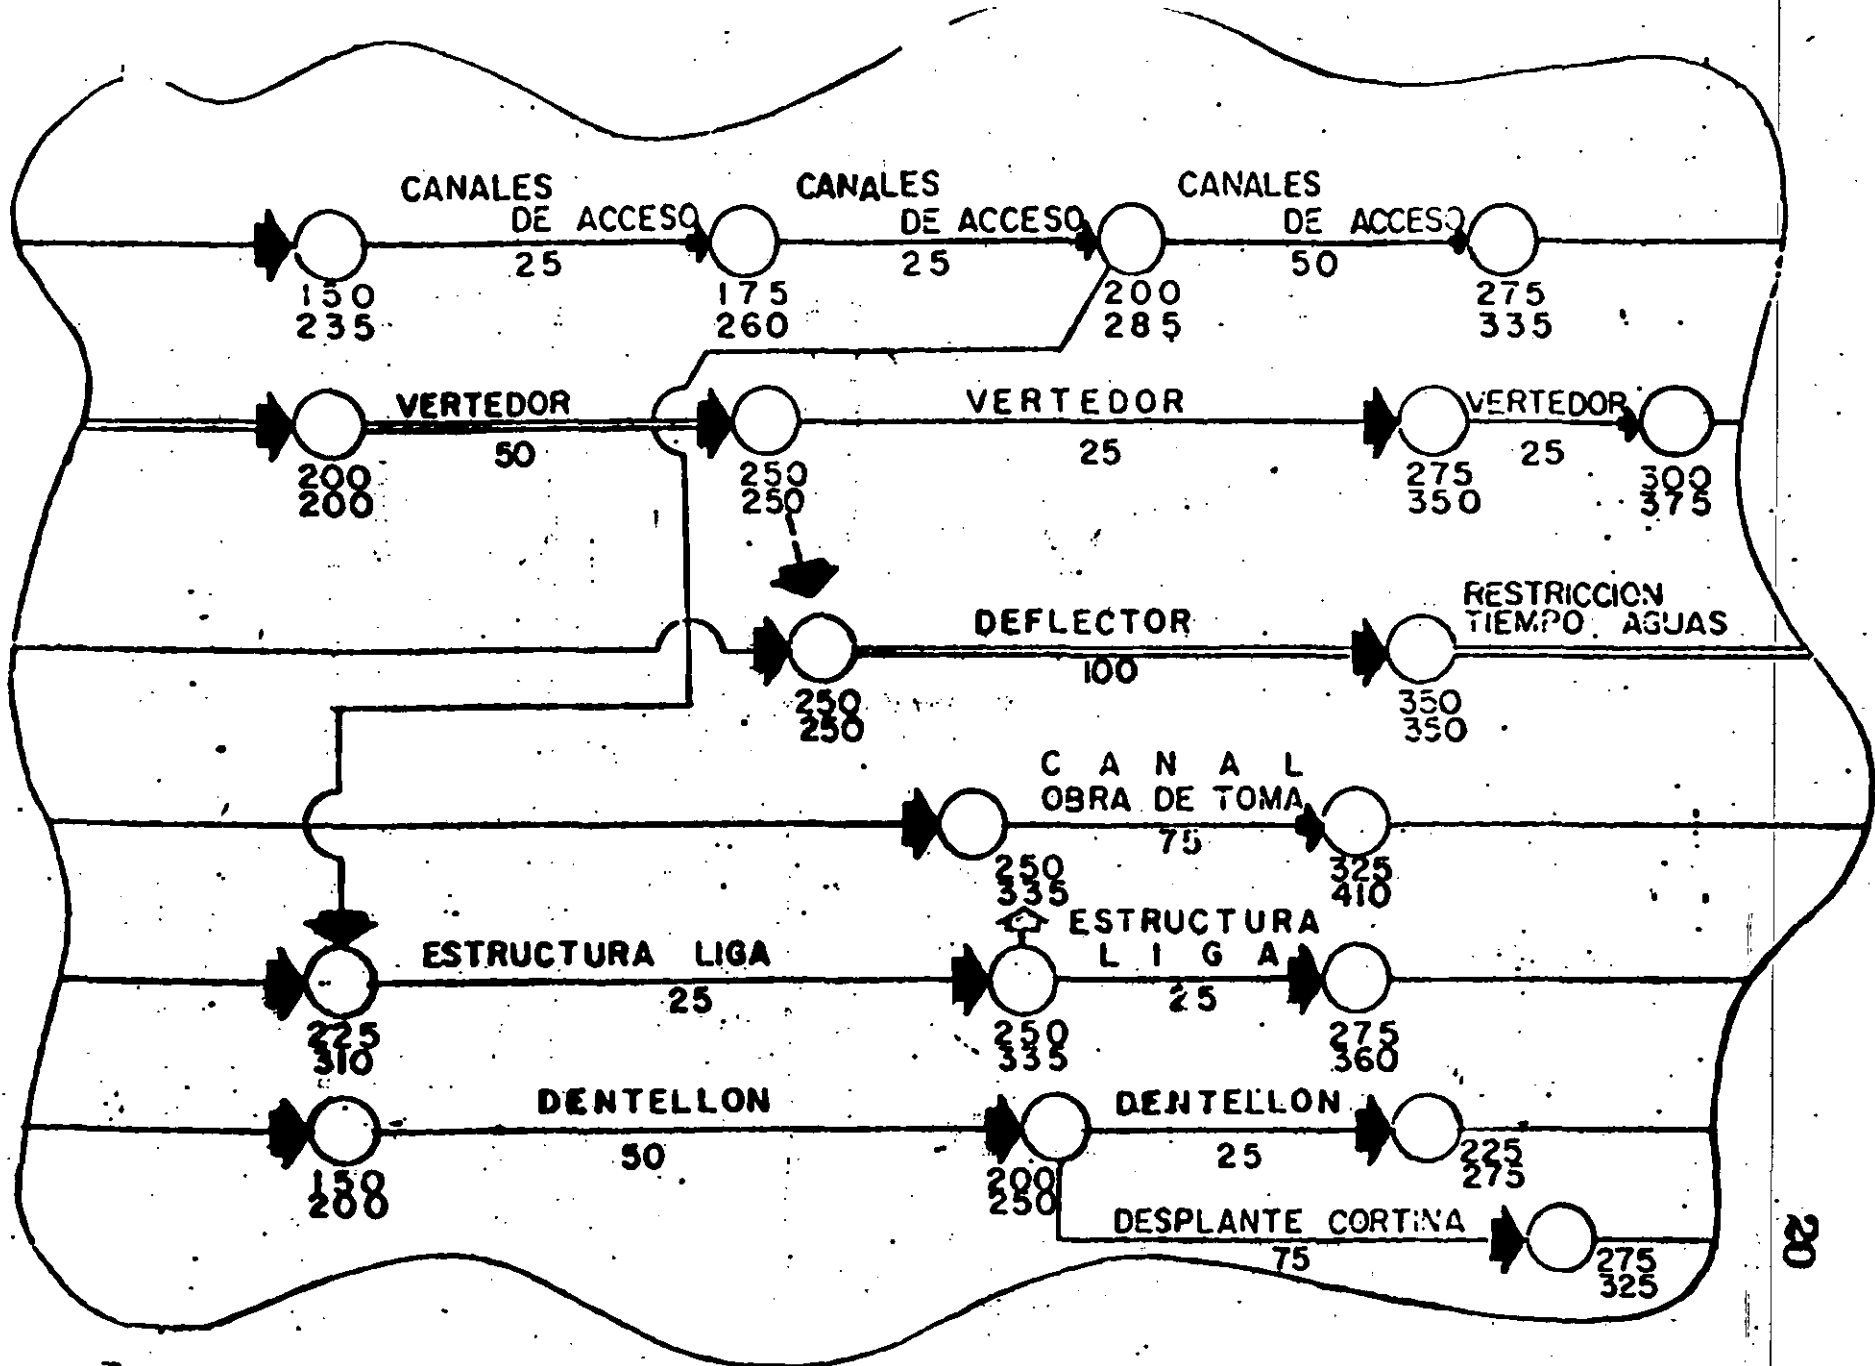 CANALES
DE ACCESO
25
CANALES
DE ACCESO
25
CANALES
DE ACCESO
50
150
235
175
260
200
285
275
335
VERTEDOR
50
VERTEDOR
25
VERTEDOR
25
200
200
250
250
275
350
300
375
DEFLECTOR
100
RESTRICCION
TIEMPO AGUAS
250
250
350
350
CANAL
OBRA DE TOMA
75
250
335
325
410
ESTRUCTURA LIGA
25
ESTRUCTURA
LIGA
25
225
310
250
335
275
360
DENTELLON
50
DENTELLON
25
150
200
200
250
225
275
DESPLANTE CORTINA
75
275
325
20